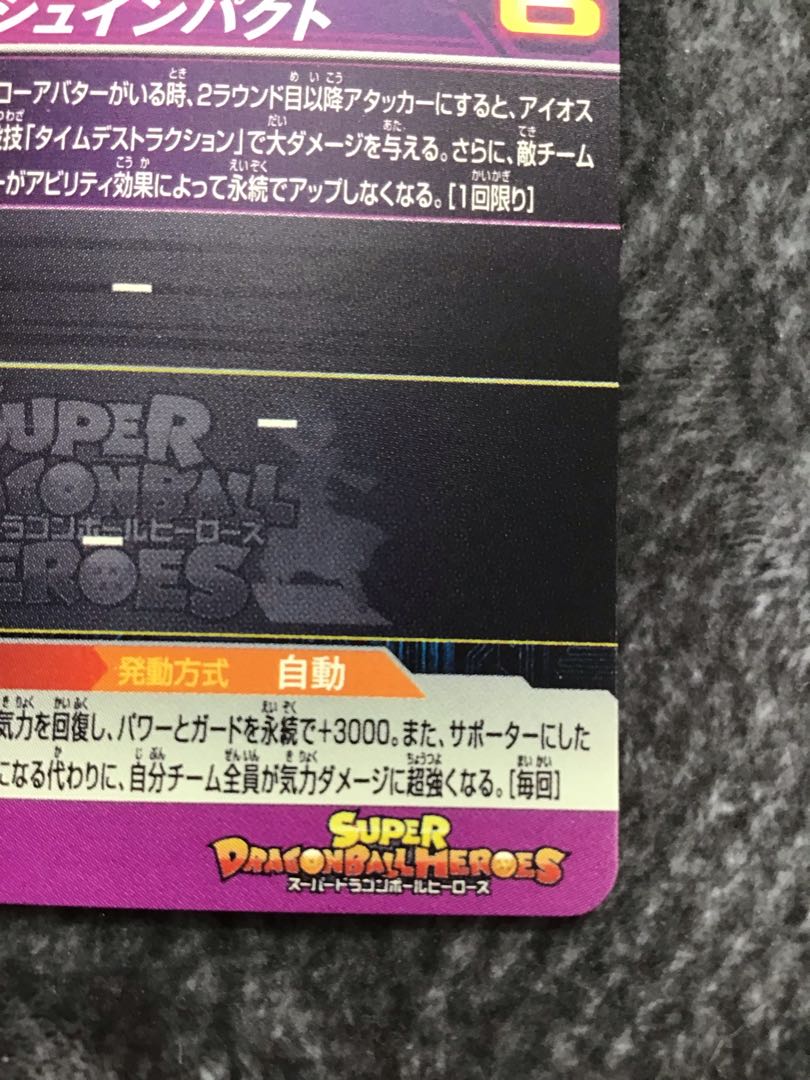 シュインパクト 6
ローアバターがいる時、2ラウンド目以降アタッカーにすると、アイオス
技「タイムデストラクション」で大ダメージを与える。さらに、敵チーム
ーがアビリティ効果によって永続でアップしなくなる。[1回限り]
SUPER
DRAGONBALL
ドラゴンボールヒーローズ
HEROES
発動方式 自動
気力を回復し、パワーとガードを永続で+3000。また、サポーターにした
になる代わりに、自分チーム全員が気力ダメージに超強くなる。[毎回]
SUPER
DRAGONBALL HEROES
スーパードラゴンボールヒーローズ